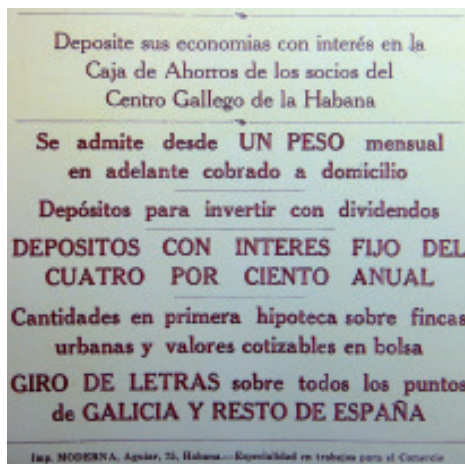 Deposite sus economias con interés en la
Caja de Ahorros de los socios del
Centro Gallego de la Habana
Se admite desde UN PESO mensual
en adelante cobrado a domicilio
Depósitos para invertir con dividendos
DEPOSITOS CON INTERES FIJO DEL
CUATRO POR CIENTO ANUAL
Cantidades en primera hipoteca sobre fincas
urbanas y valores cotizables en bolsa
GIRO DE LETRAS sobre todos los puntos
de GALICIA Y RESTO DE ESPAÑA
Imp. MODERNA, Aguiar, Habana.—Especialidad en trabajos para el Comercio